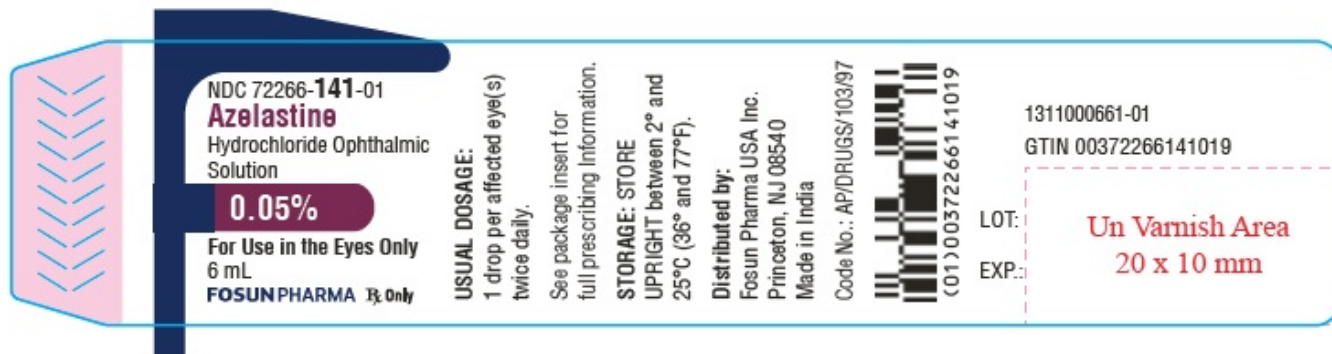 NDC 72266-141-01
Azelastine
Hydrochloride Ophthalmic
Solution
0.05%
For Use in the Eyes Only
6 mL
FOSUN PHARMA Rx Only
USUAL DOSAGE:
1 drop per affected eye(s)
twice daily.
See package insert for
full prescribing Information.
STORAGE: STORE
UPRIGHT between 2° and
25°C (36° and 77°F).
Distributed by:
Fosun Pharma USA Inc.
Princeton, NJ 08540
Made in India
Code No.: AP/DRUGS/103/97
(01)00372266141019
1311000661-01
GTIN 00372266141019
LOT:
EXP.:
Un Varnish Area
20 x 10 mm